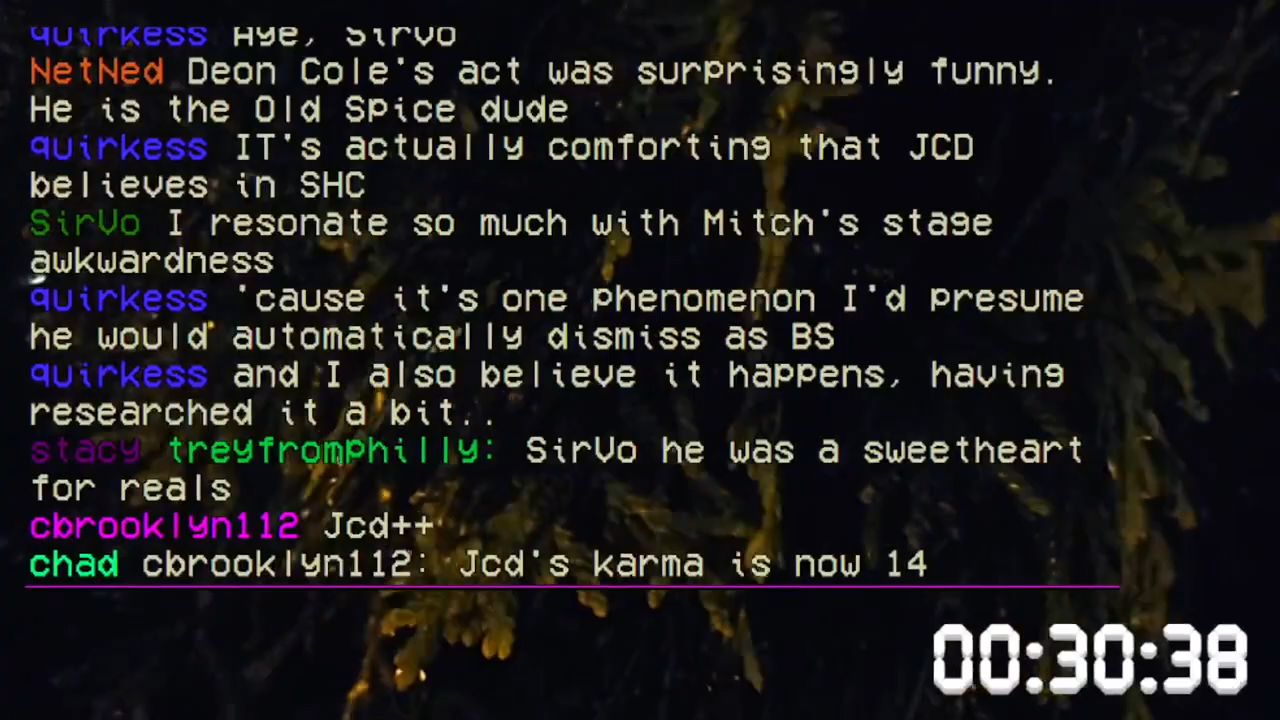 quirkess Aye, SirVo
NetNed Deon Cole's act was surprisingly funny.
He is the Old Spice dude
quirkess IT's actually comforting that JCD
believes in SHC
SirVo I resonate so much with Mitch's stage
awkwardness
quirkess 'cause it's one phenomenon I'd presume
he would automatically dismiss as BS
quirkess and I also believe it happens, having
researched it a bit..
stacy treyfromphilly: SirVo he was a sweetheart
for reals
cbrooklyn112 Jcd++
chad cbrooklyn112: Jcd's karma is now 14
00:30:38